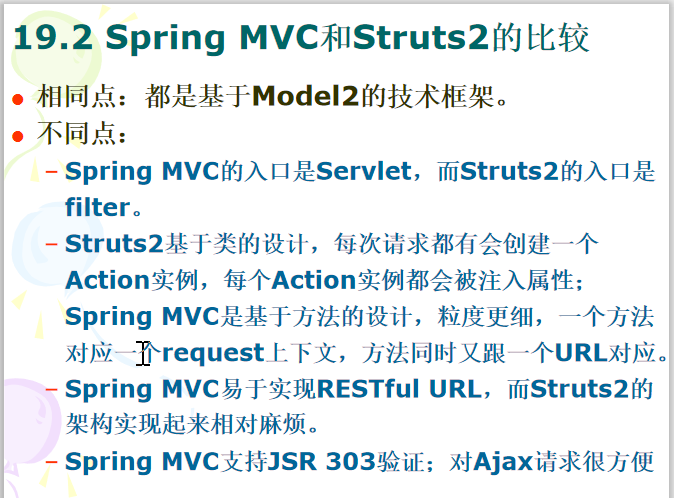 19.2 Spring MVC和Struts2的比较
相同点：都是基于Model2的技术框架。
不同点：
Spring MVC的入口是Servlet，而Struts2的入口是
filter。
Struts2基于类的设计，每次请求都有会创建一个
Action实例，每个Action实例都会被注入属性；
Spring MVC是基于方法的设计，粒度更细，一个方法
对应一个request上下文，方法同时又跟一个URL对应。
Spring MVC易于实现RESTful URL，而Struts2的
架构实现起来相对麻烦。
Spring MVC支持JSR 303验证；对Ajax请求很方便